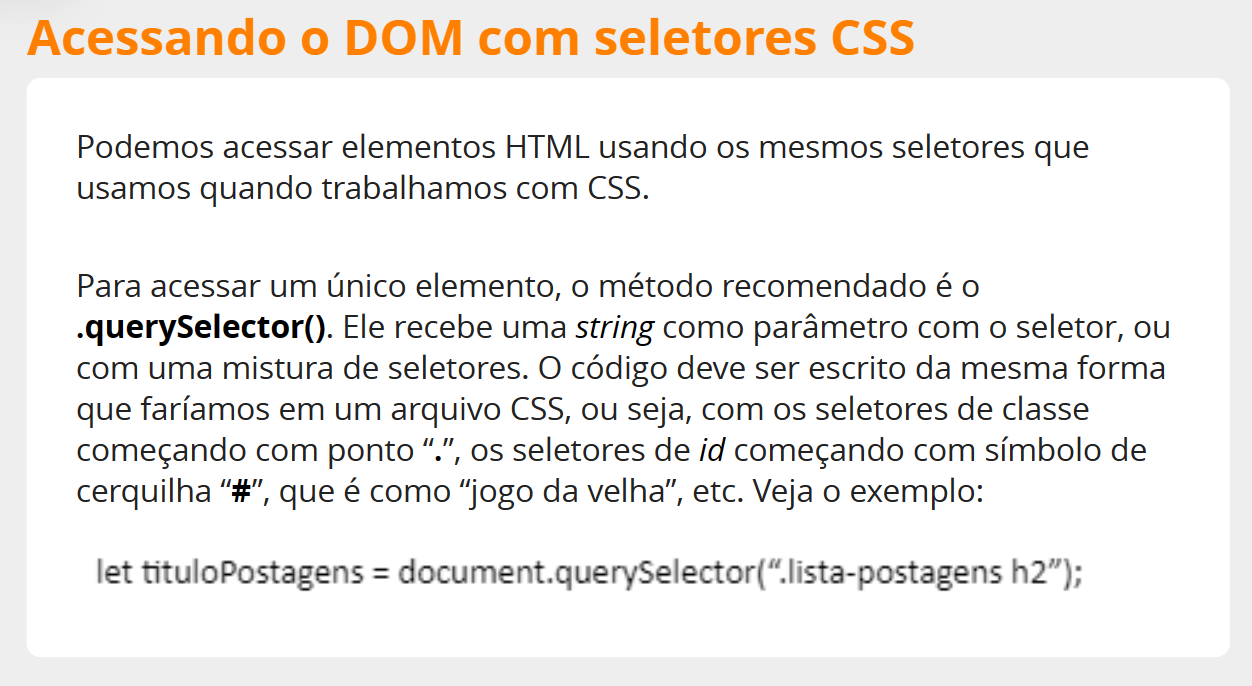 Acessando o DOM com seletores CSS
Podemos acessar elementos HTML usando os mesmos seletores que
usamos quando trabalhamos com CSS.
Para acessar um único elemento, o método recomendado é o
.querySelector(). Ele recebe uma string como parâmetro com o seletor, ou
com uma mistura de seletores. O código deve ser escrito da mesma forma
que faríamos em um arquivo CSS, ou seja, com os seletores de classe
começando com ponto “.”, os seletores de id começando com símbolo de
cerquilha “#”, que é como “jogo da velha”, etc. Veja o exemplo:
let tituloPostagens = document.querySelector(“.lista-postagens h2”);